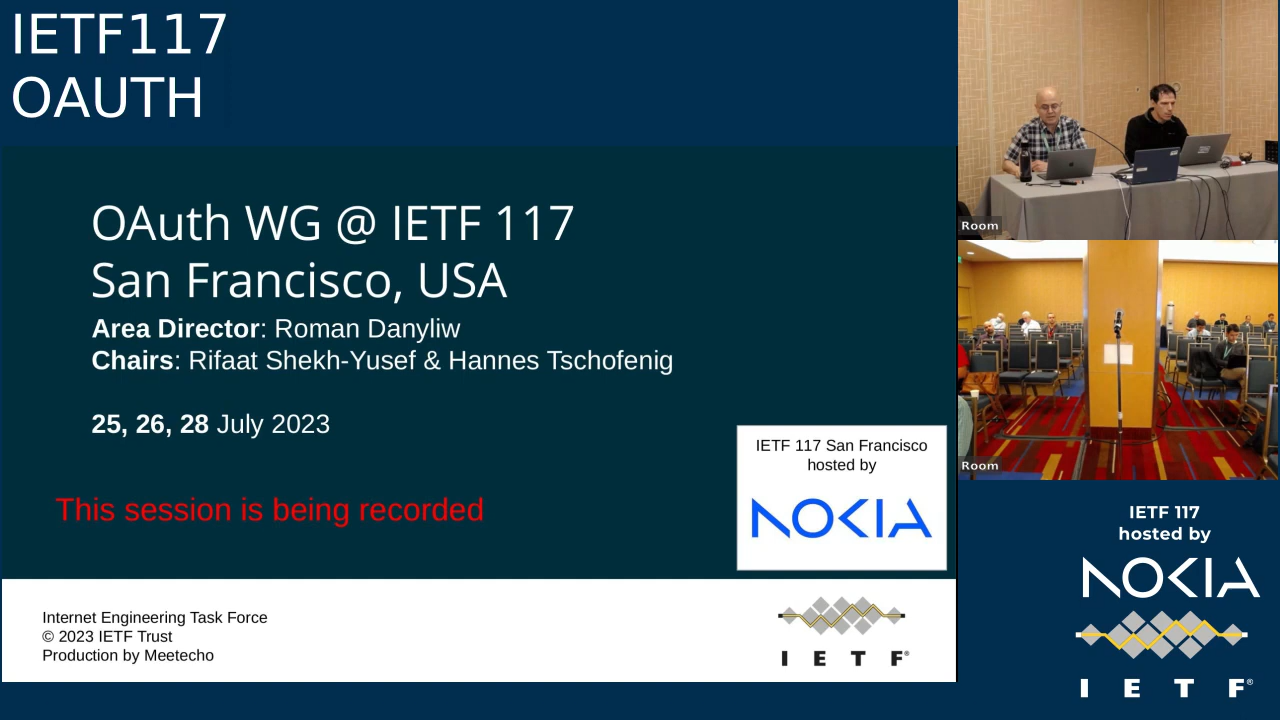 IETF117
OAUTH
OAuth WG @ IETF 117
San Francisco, USA
Area Director: Roman Danyliw
Chairs: Rifaat Shekh-Yusef & Hannes Tschofenig
25, 26, 28 July 2023
This session is being recorded
IETF 117 San Francisco
hosted by
NOKIA
Internet Engineering Task Force
© 2023 IETF Trust
Production by Meetecho
I E T F®
Room
Room
IETF 117
hosted by
NOKIA
I E T F®